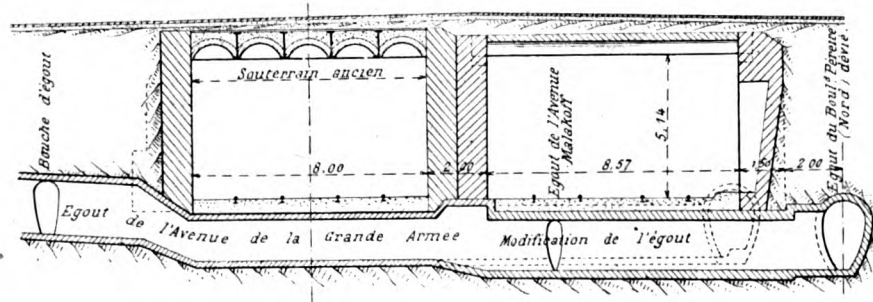 Bouche d'égout
Souterrain ancien
8.00
2.20
Egout de l'Avenue
Malakoff
5,14
8.57
1,50
2.00
Egout du Boul.d Péreire
(Nord) dévié.
Egout de l'Avenue de la Grande Armée
Modification de l'égout